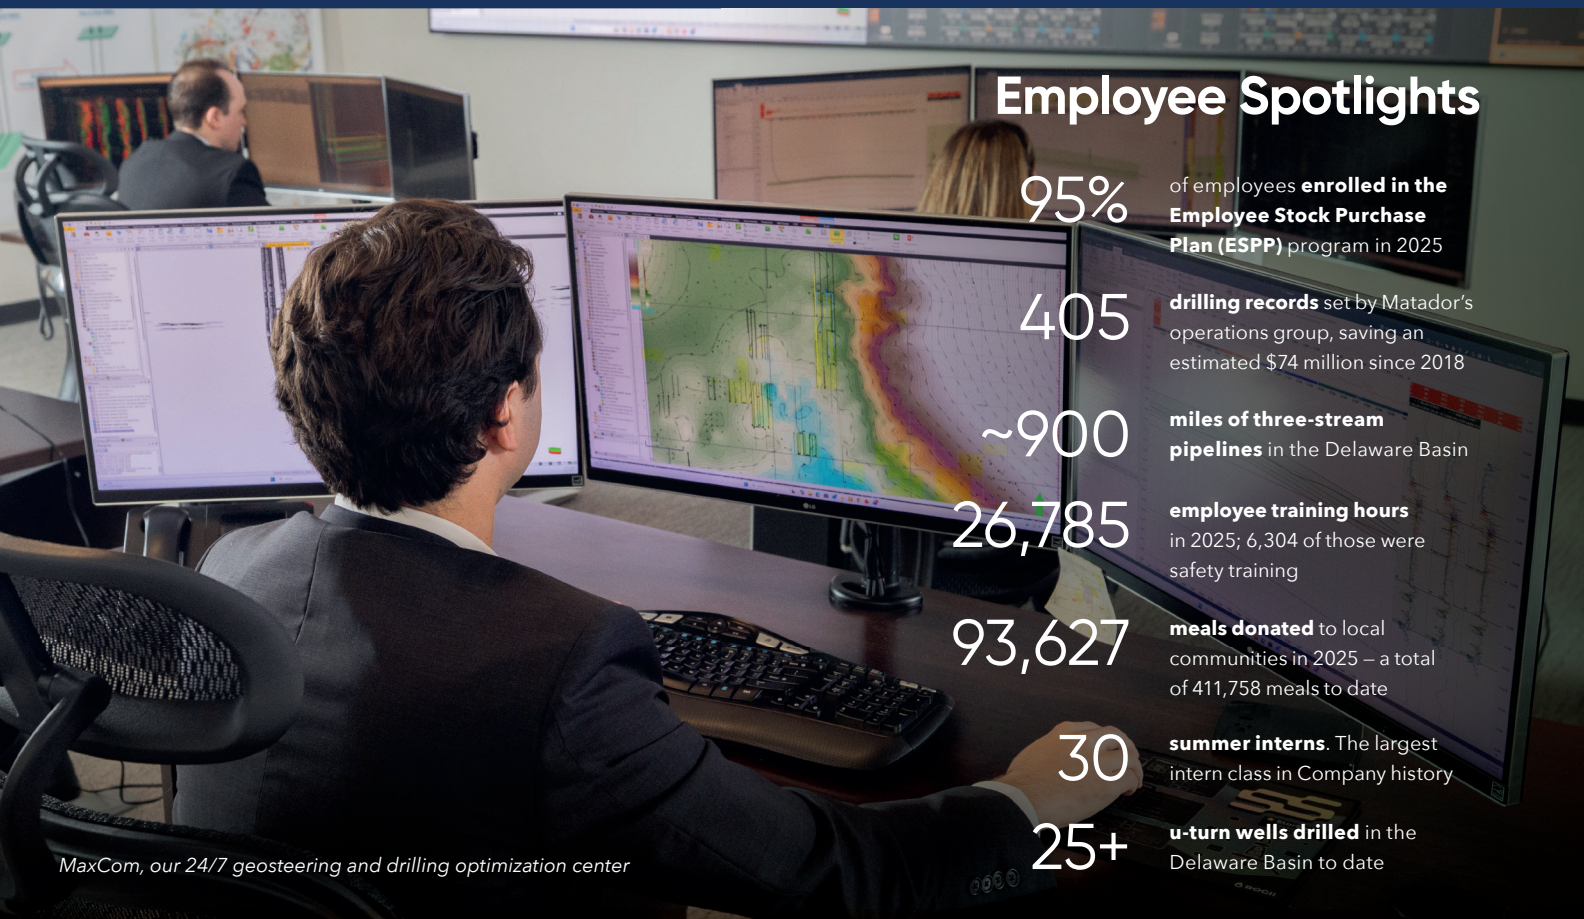 Employee Spotlights
95%
of employees enrolled in the
Employee Stock Purchase
Plan (ESPP) program in 2025
405
drilling records set by Matador’s
operations group, saving an
estimated $74 million since 2018
~900
miles of three-stream
pipelines in the Delaware Basin
26,785
employee training hours
in 2025; 6,304 of those were
safety training
93,627
meals donated to local
communities in 2025 – a total
of 411,758 meals to date
30
summer interns. The largest
intern class in Company history
25+
u-turn wells drilled in the
Delaware Basin to date
MaxCom, our 24/7 geosteering and drilling optimization center
LG